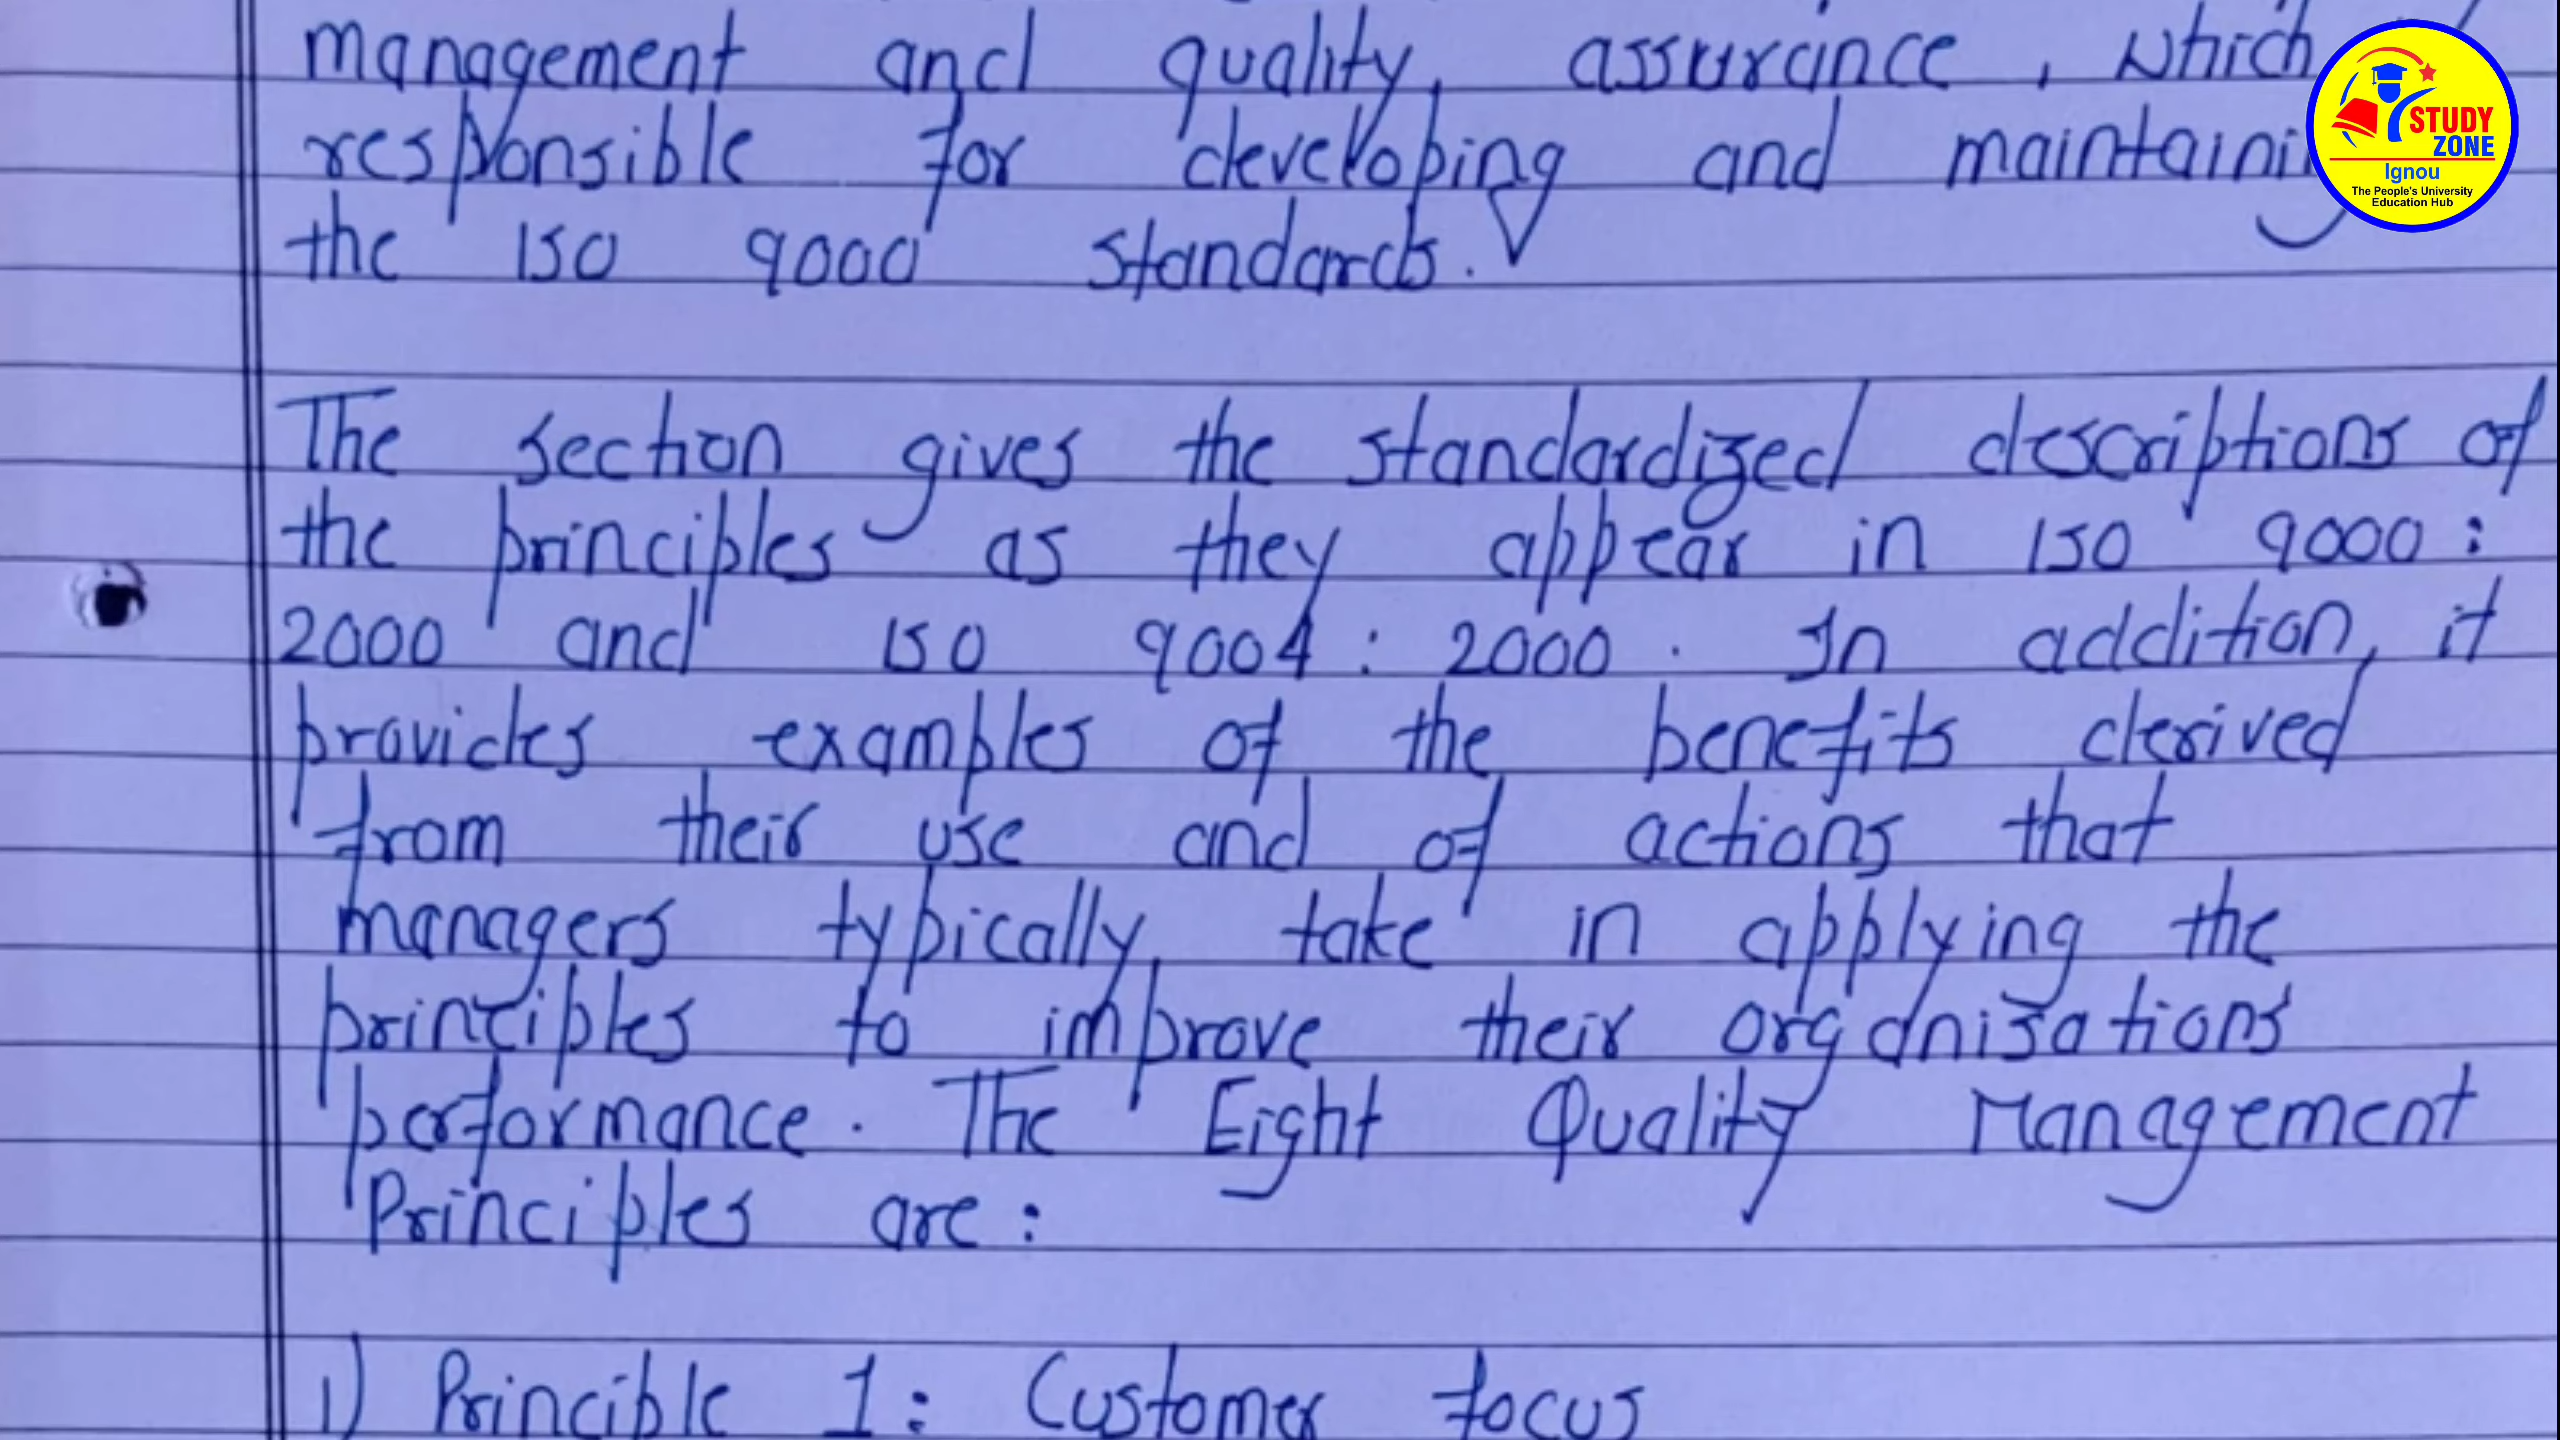 management and quality assurance, which
responsible for developing and maintaini
the ISO 9000 standards.
The section gives the standardized descriptions of
the principles as they appear in ISO 9000:
2000 and ISO 9004: 2000. In addition, it
provides examples of the benefits derived
from their use and of actions that
managers typically take in applying the
principles to improve their organisations
performance. The Eight Quality Management
Principles are:
1) Principle 1: Customer focus
STUDY
ZONE
Ignou
The People's University
Education Hub